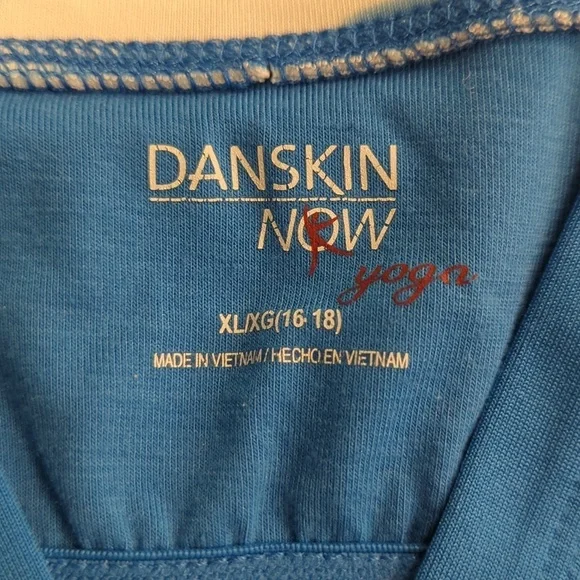 DANSKIN
NOW
yoga
XL/XG(16-18)
MADE IN VIETNAM / HECHO EN VIETNAM